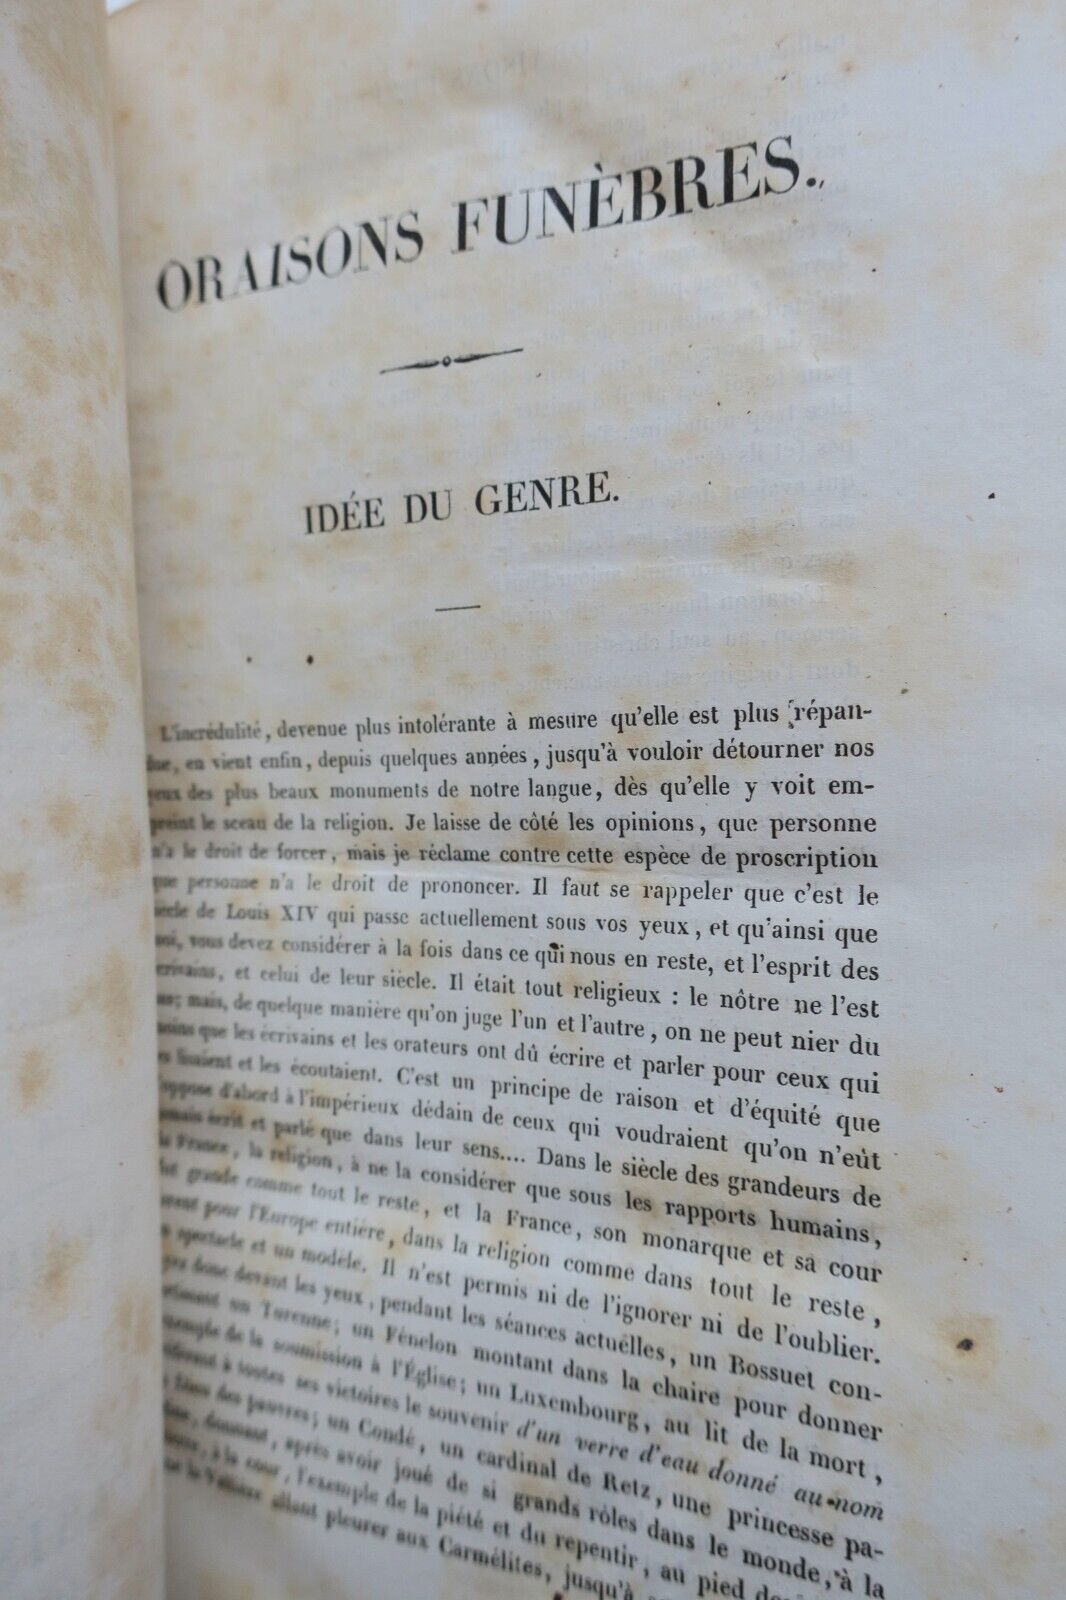 ORAISONS FUNÈBRES.
IDÉE DU GENRE.
L'incrédulité, devenue plus intolérante à mesure qu'elle est plus répan-
due, en vient enfin, depuis quelques années, jusqu'à vouloir détourner nos
yeux des plus beaux monuments de notre langue, dès qu'elle y voit em-
preint le sceau de la religion. Je laisse de côté les opinions, que personne
n'a le droit de forcer, mais je réclame contre cette espèce de proscription
que personne n'a le droit de prononcer. Il faut se rappeler que c'est le
siècle de Louis XIV qui passe actuellement sous vos yeux, et qu'ainsi que
moi, vous devez considérer à la fois dans ce qui nous en reste, et l'esprit des
écrivains, et celui de leur siècle. Il était tout religieux : le nôtre ne l'est
pas; mais, de quelque manière qu'on juge l'un et l'autre, on ne peut nier du
moins que les écrivains et les orateurs ont dû écrire et parler pour ceux qui
les lisaient et les écoutaient. C'est un principe de raison et d'équité que
j'oppose d'abord à l'impérieux dédain de ceux qui voudraient qu'on n'eût
jamais écrit et parlé que dans leur sens.... Dans le siècle des grandeurs de
la France, la religion, à ne la considérer que sous les rapports humains,
fut grande comme tout le reste, et la France, son monarque et sa cour
furent pour l'Europe entière, dans la religion comme dans tout le reste,
un spectacle et un modèle. Il n'est permis ni de l'ignorer ni de l'oublier.
donc devant les yeux, pendant les séances actuelles, un Bossuet con-
un Turenne; un Fénelon montant dans la chaire pour donner
l'exemple de la soumission à l'Église; un Luxembourg, au lit de la mort,
préférant à toutes ses victoires le souvenir d'un verre d'eau donné au nom
du Dieu des pauvres; un Condé, un cardinal de Retz, une princesse pa-
donnant, après avoir joué de si grands rôles dans le monde, à la
à la cour, l'exemple de la piété et du repentir, au pied
la Vallière allant pleurer aux Carmélites, jusqu'à